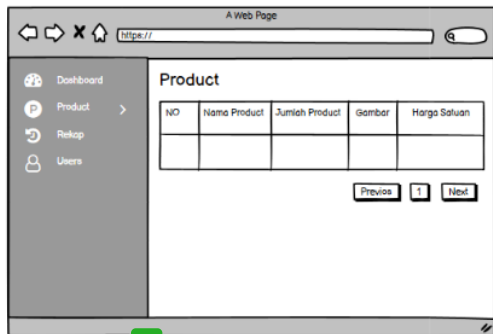 A Web Page
https://
Dashboard
Product
Rekap
Users
Product
NO Nama Product Jumlah Product Gambar Harga Satuan
Previos 1 Next